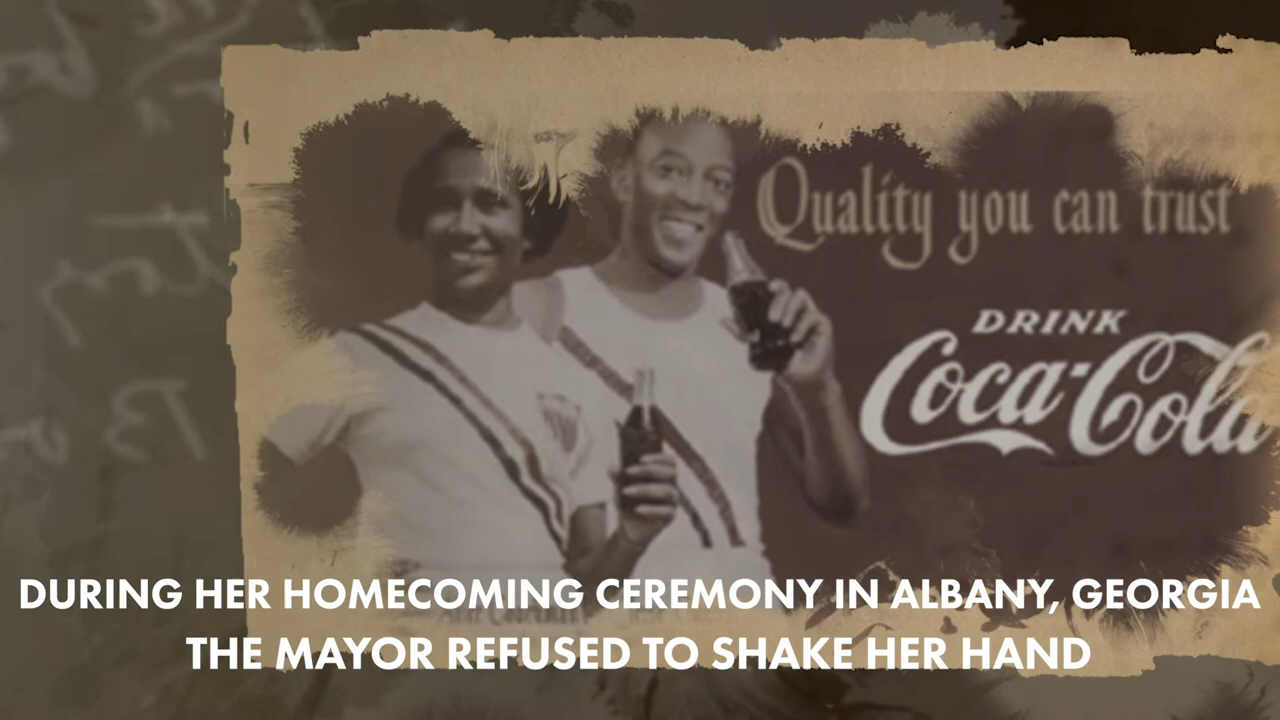 Quality you can trust
DRINK
Coca-Cola
DURING HER HOMECOMING CEREMONY IN ALBANY, GEORGIA
THE MAYOR REFUSED TO SHAKE HER HAND